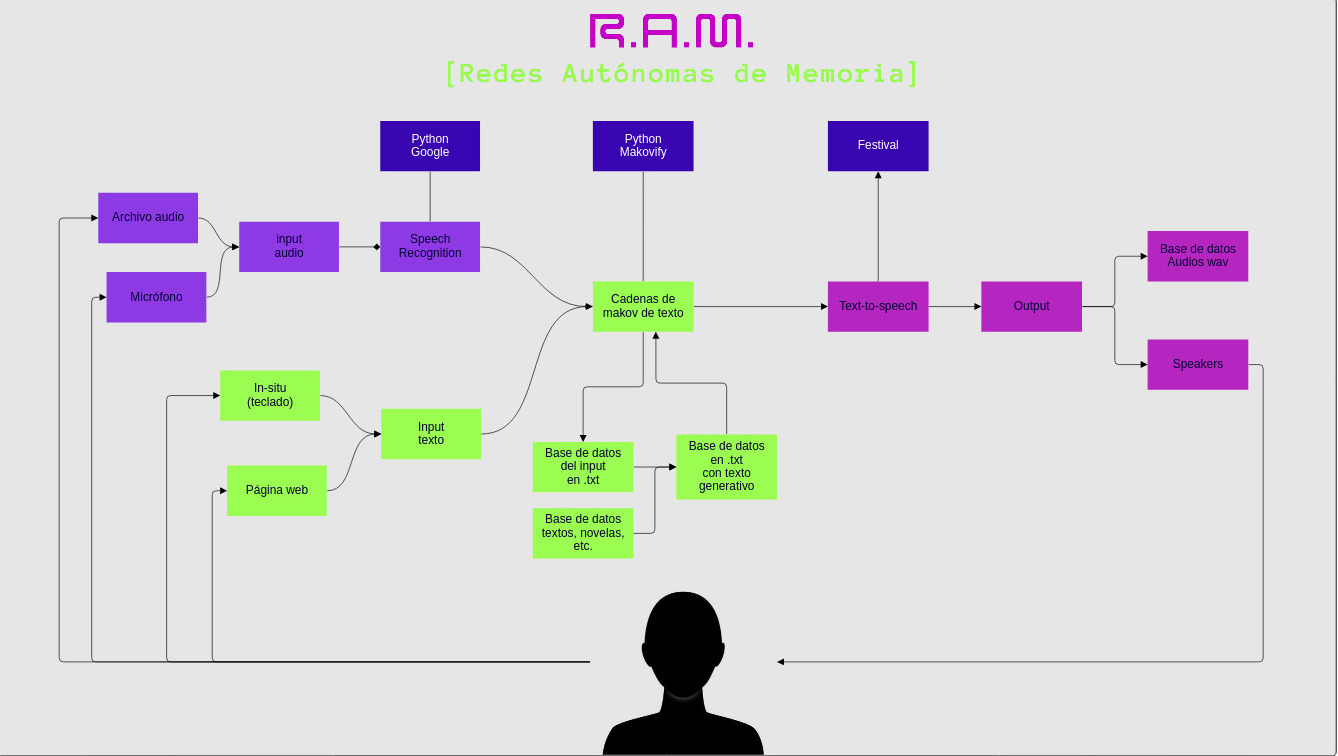 R.A.M.
[Redes Autónomas de Memoria]
Python
Google
Python
Makovify
Festival
Archivo audio
input
audio
Speech
Recognition
Micrófono
Cadenas de
makov de texto
Text-to-speech
Output
Base de datos
Audios wav
Speakers
In-situ
(teclado)
Input
texto
Página web
Base de datos
del input
en .txt
Base de datos
en .txt
con texto
generativo
Base de datos
textos, novelas,
etc.